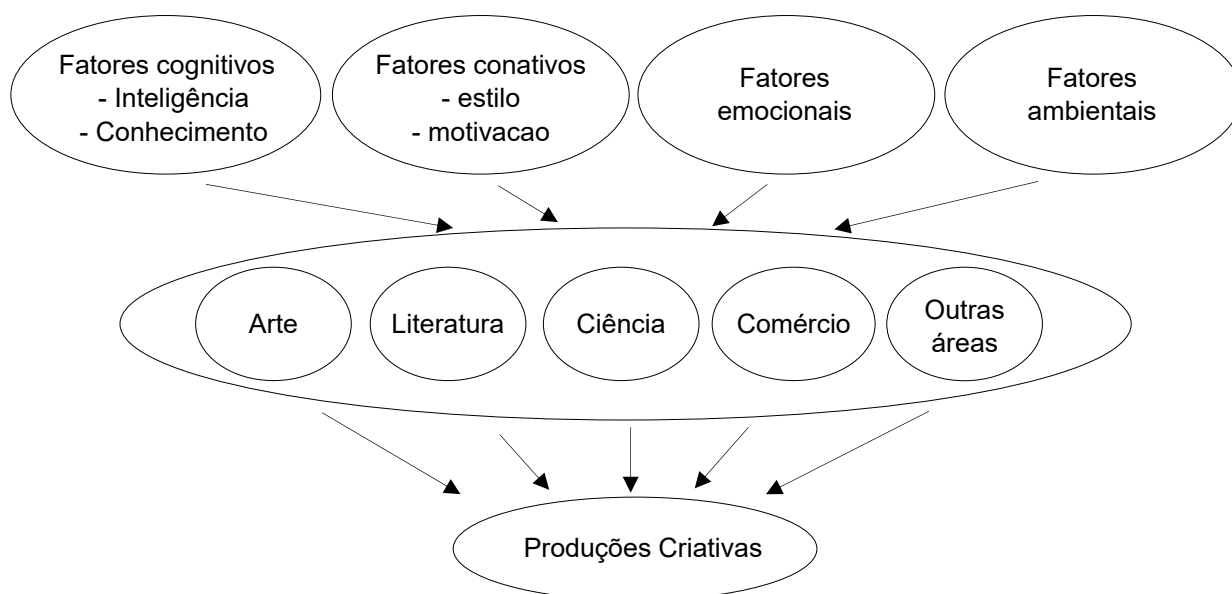 Fatores cognitivos
- Inteligência
- Conhecimento
Fatores conativos
- estilo
- motivacao
Fatores
emocionais
Fatores
ambientais
Arte
Literatura
Ciência
Comércio
Outras
áreas
Produções Criativas